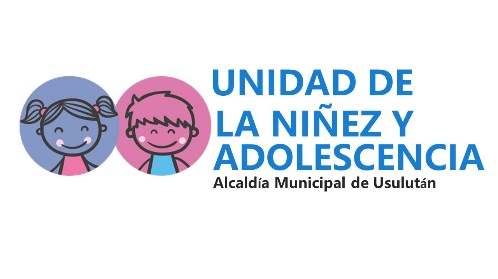 UNIDAD DE
LA NIÑEZ Y
ADOLESCENCIA
Alcaldía Municipal de Usulután